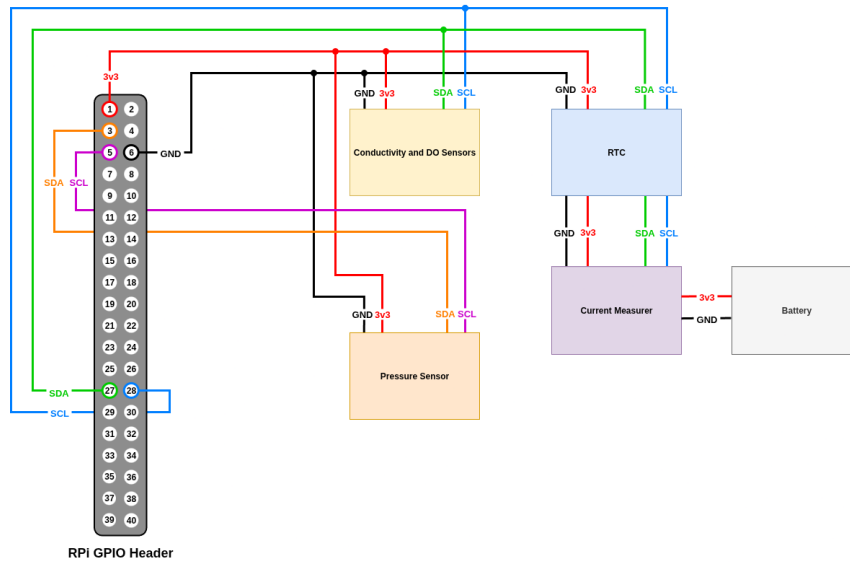 3v3
GND 3v3 SDA SCL
GND 3v3 SDA SCL
1 2
3 4
5 6
GND
Conductivity and DO Sensors
RTC
7 8
SDA SCL
9 10
11 12
13 14
GND 3v3 SDA SCL
15 16
17 18
19 20
3v3
GND 3v3 SDA SCL
Current Measurer
Battery
GND
21 22
23 24
25 26
Pressure Sensor
27 28
SDA
29 30
SCL
31 32
33 34
35 36
37 38
39 40
RPi GPIO Header